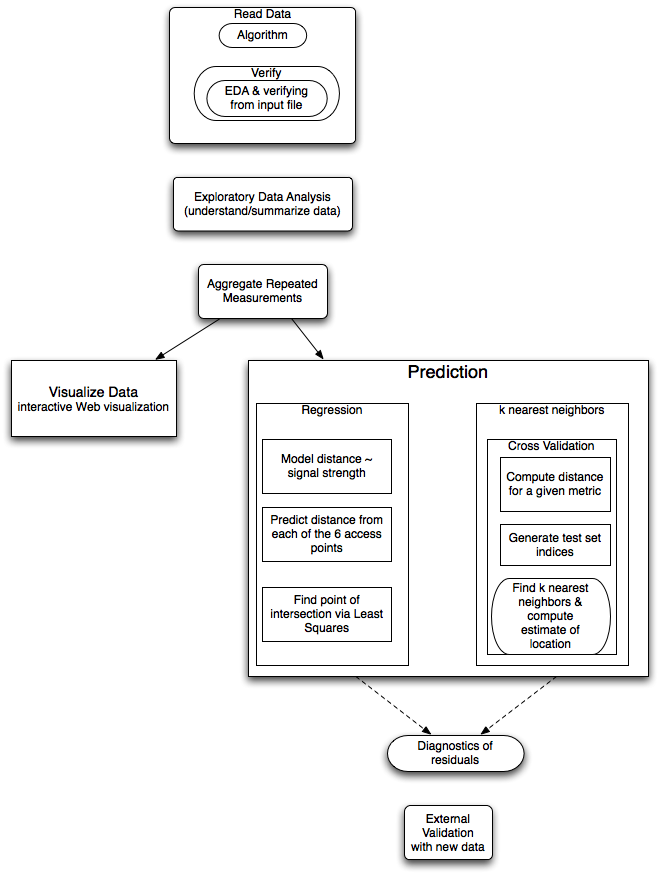 Read Data
Algorithm
Verify
EDA & verifying
from input file
Exploratory Data Analysis
(understand/summarize data)
Aggregate Repeated
Measurements
Visualize Data
interactive Web visualization
Prediction
Regression
Model distance ~
signal strength
Predict distance from
each of the 6 access
points
Find point of
intersection via Least
Squares
k nearest neighbors
Cross Validation
Compute distance
for a given metric
Generate test set
indices
Find k nearest
neighbors &
compute
estimate of
location
Diagnostics of
residuals
External
Validation
with new data